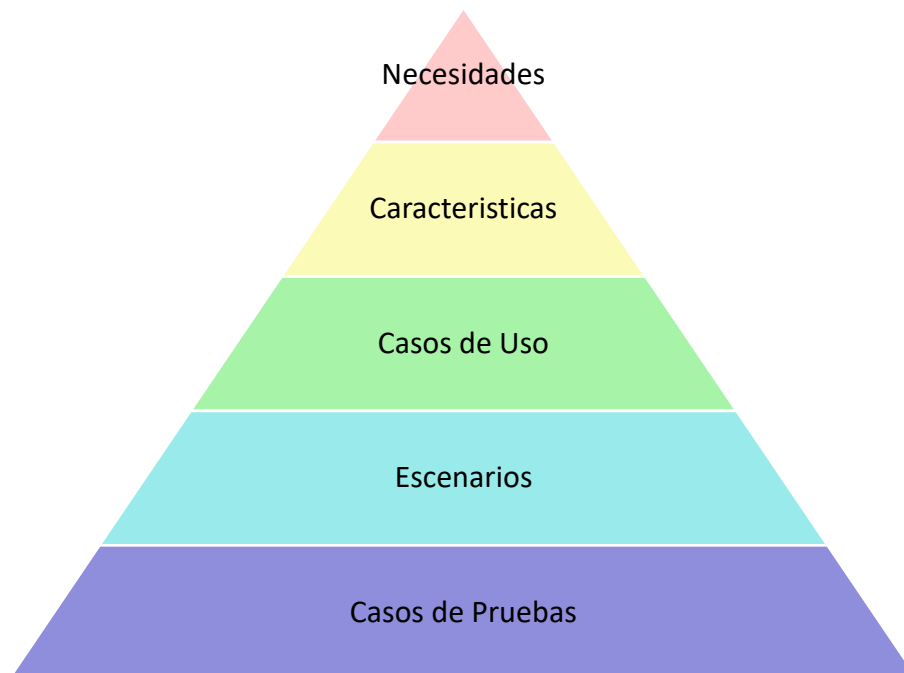 Necesidades
Caracteristicas
Casos de Uso
Escenarios
Casos de Pruebas